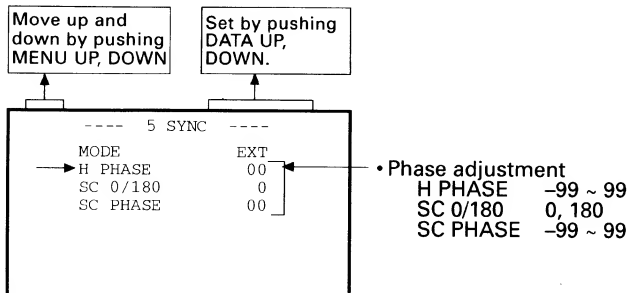 Move up and
down by pushing
MENU UP, DOWN
Set by pushing
DATA UP,
DOWN.
---- 5 SYNC ----
MODE EXT
H PHASE 00
SC 0/180 0
SC PHASE 00
• Phase adjustment
H PHASE –99 ~ 99
SC 0/180 0, 180
SC PHASE –99 ~ 99